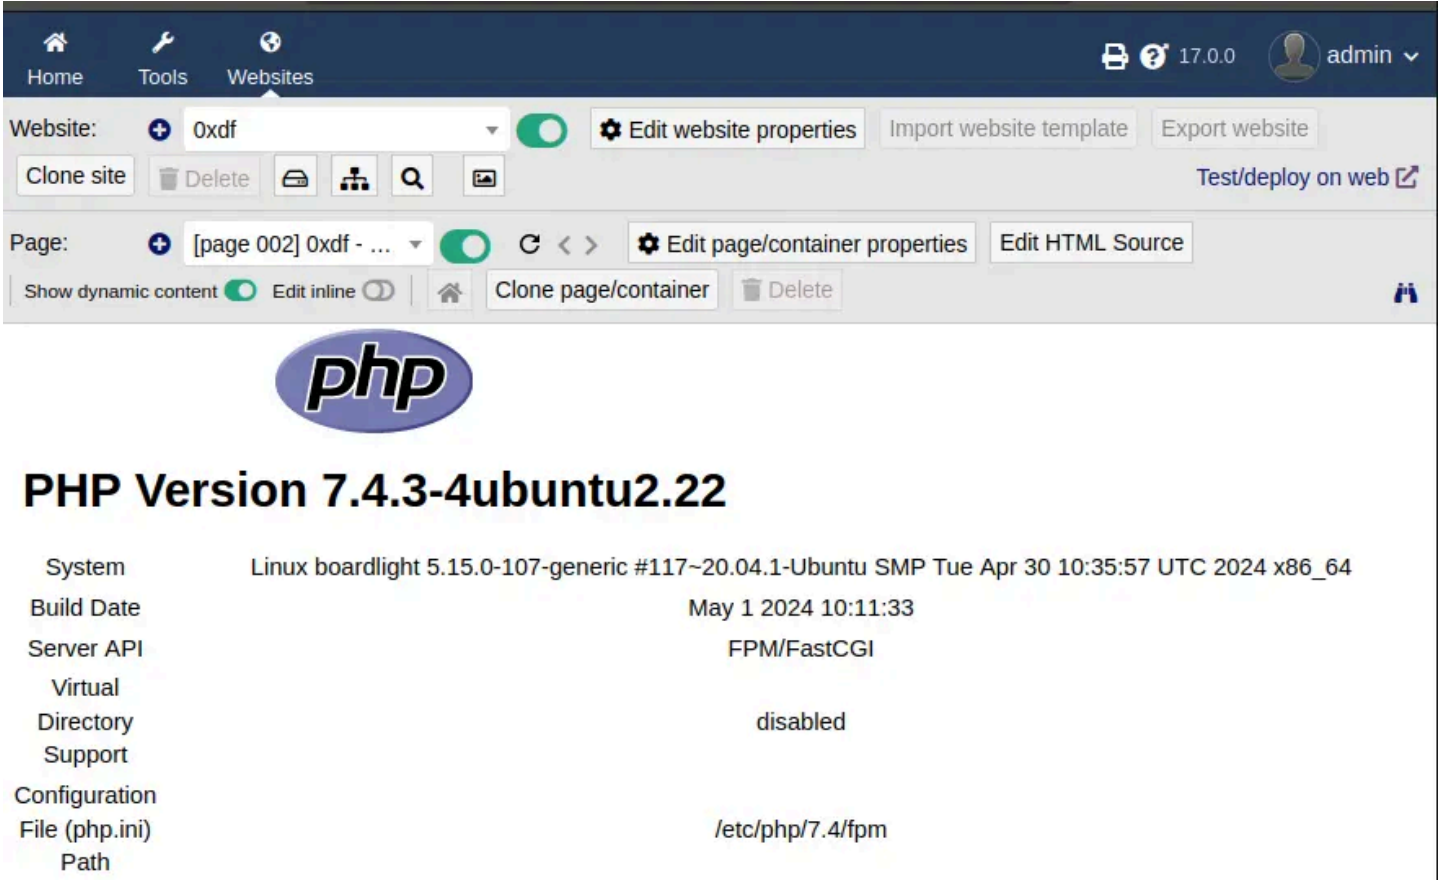 Home Tools Websites 17.0.0 admin
Website: 0xdf Edit website properties Import website template Export website
Clone site Delete Test/deploy on web
Page: [page 002] 0xdf - ... Edit page/container properties Edit HTML Source
Show dynamic content Edit inline Clone page/container Delete
php
PHP Version 7.4.3-4ubuntu2.22
System Linux boardlight 5.15.0-107-generic #117~20.04.1-Ubuntu SMP Tue Apr 30 10:35:57 UTC 2024 x86_64
Build Date May 1 2024 10:11:33
Server API FPM/FastCGI
Virtual
Directory disabled
Support
Configuration
File (php.ini) /etc/php/7.4/fpm
Path